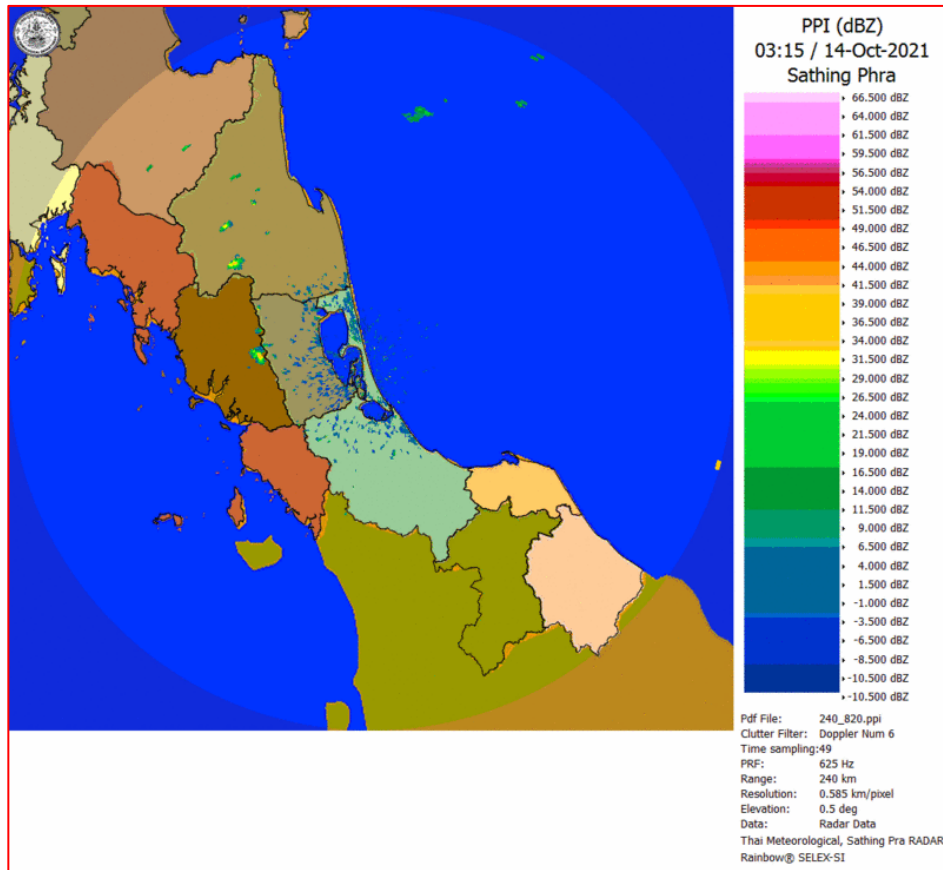 PPI (dBZ)
03:15 / 14-Oct-2021
Sathing Phra
66.500 dBZ
64.000 dBZ
61.500 dBZ
59.500 dBZ
56.500 dBZ
54.000 dBZ
51.500 dBZ
49.000 dBZ
46.500 dBZ
44.000 dBZ
41.500 dBZ
39.000 dBZ
36.500 dBZ
34.000 dBZ
31.500 dBZ
29.000 dBZ
26.500 dBZ
24.000 dBZ
21.500 dBZ
19.000 dBZ
16.500 dBZ
14.000 dBZ
11.500 dBZ
9.000 dBZ
6.500 dBZ
4.000 dBZ
1.500 dBZ
-1.000 dBZ
-3.500 dBZ
-6.500 dBZ
-8.500 dBZ
-10.500 dBZ
-10.500 dBZ
Pdf File: 240_820.ppi
Clutter Filter: Doppler Num 6
Time sampling:49
PRF: 625 Hz
Range: 240 km
Resolution: 0.585 km/pixel
Elevation: 0.5 deg
Data: Radar Data
Thai Meteorological, Sathing Pra RADAR
Rainbow® SELEX-SI